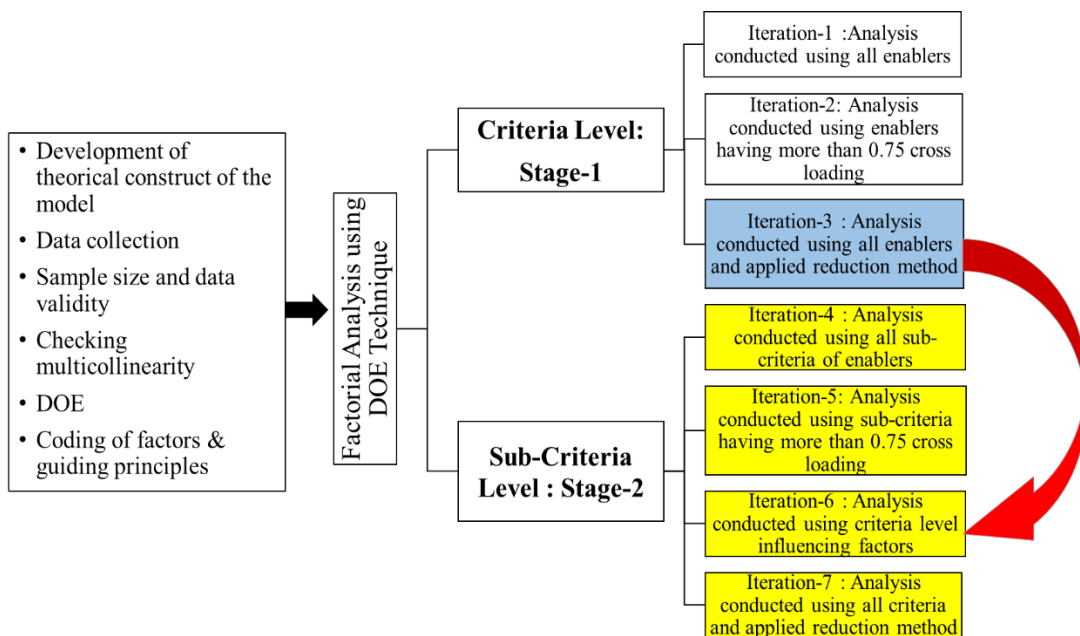 • Development of
theorical construct of the
model
• Data collection
• Sample size and data
validity
• Checking
multicollinearity
• DOE
• Coding of factors &
guiding principles
Factorial Analysis using
DOE Technique
Criteria Level:
Stage-1
Iteration-1 :Analysis
conducted using all enablers
Iteration-2: Analysis
conducted using enablers
having more than 0.75 cross
loading
Iteration-3 : Analysis
conducted using all enablers
and applied reduction method
Sub-Criteria
Level : Stage-2
Iteration-4 : Analysis
conducted using all sub-
criteria of enablers
Iteration-5: Analysis
conducted using sub-criteria
having more than 0.75 cross
loading
Iteration-6 : Analysis
conducted using criteria level
influencing factors
Iteration-7 : Analysis
conducted using all criteria
and applied reduction method